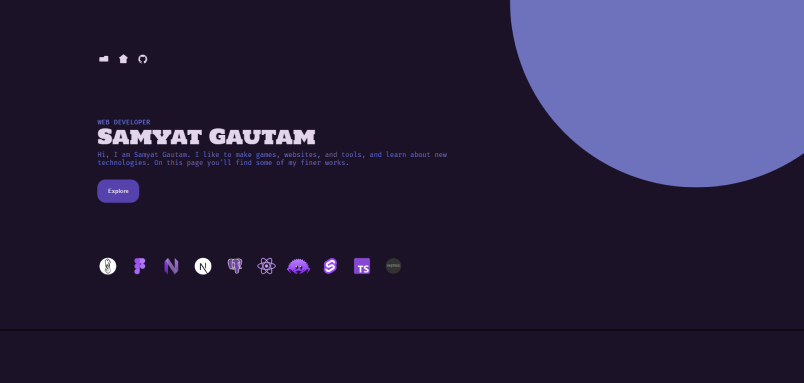 WEB DEVELOPER
Samyat Gautam
Hi, I am Samyat Gautam. I like to make games, websites, and tools, and learn about new
technologies. On this page you'll find some of my finer works.
Explore
N TS